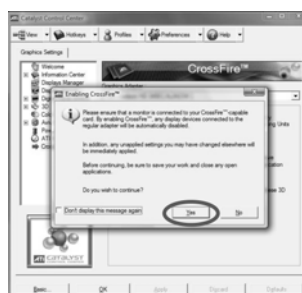 Catalyst Control Center
View
Hotkeys
Profiles
Preferences
Help
Graphics Settings
Welcome
Information Center
Displays Manager
CrossFire™
Enabling CrossFire™
Please ensure that a monitor is connected to your CrossFire™-capable
card. By enabling CrossFire™, any display devices connected to the
regular adapter will be automatically disabled.
In addition, any unapplied settings you may have changed elsewhere will
be immediately applied.
Before continuing, be sure to save your work and close any open
applications.
Do you wish to continue?
Don't display this message again
Yes
No
ATI CATALYST
Basic...
OK
Apply
Discard
Defaults